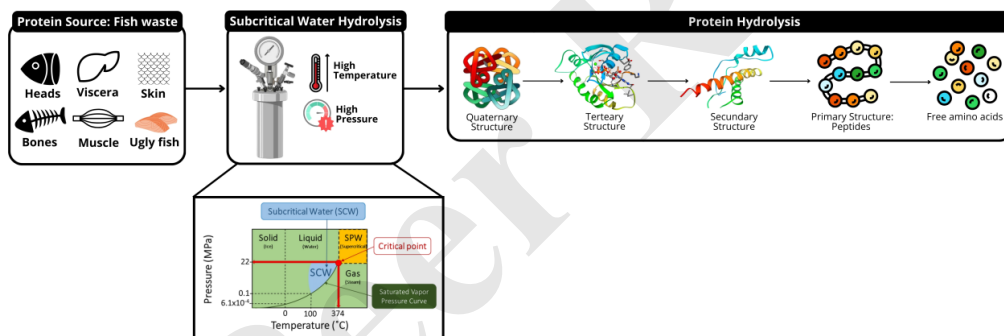 Protein Source: Fish waste
Heads
Viscera
Skin
Bones
Muscle
Ugly fish
Subcritical Water Hydrolysis
High
Temperature
High
Pressure
Protein Hydrolysis
Quaternary
Structure
Terteary
Structure
Secundary
Structure
Primary Structure:
Peptides
Free amino acids
Subcritical Water (SCW)
Solid
(Ice)
Liquid
(Water)
SPW
(Supercritical)
Critical point
22
SCW
Gas
(Steam)
Saturated Vapor
Pressure Curve
0.1
6.1x10⁻⁴
0
100
374
Pressure (MPa)
Temperature (˚C)